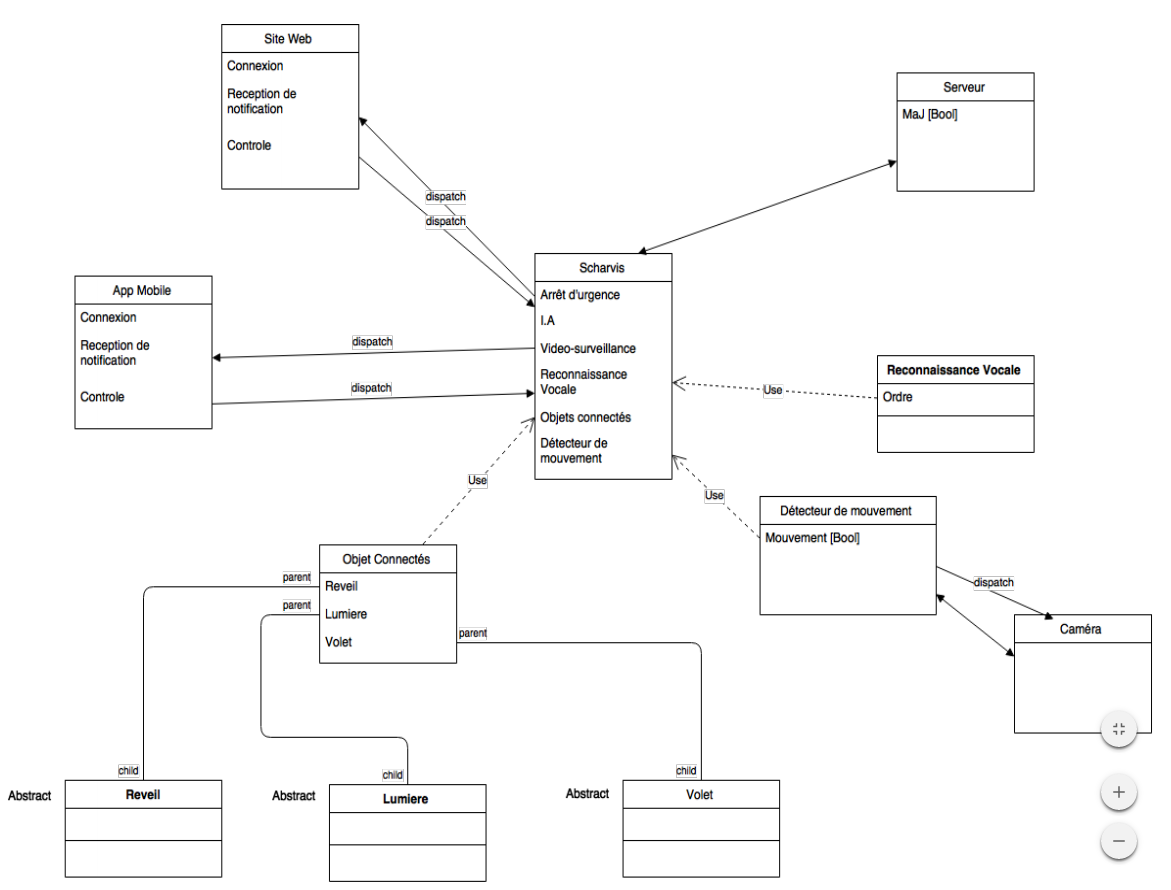 Site Web
Connexion
Reception de
notification
Controle
Serveur
MaJ [Bool]
dispatch
dispatch
Scharvis
Arrêt d'urgence
I.A
Video-surveillance
Reconnaissance
Vocale
Objets connectés
Détecteur de
mouvement
App Mobile
Connexion
Reception de
notification
Controle
dispatch
dispatch
Reconnaissance Vocale
Ordre
Use
Use
Use
Détecteur de mouvement
Mouvement [Bool]
dispatch
Caméra
Objet Connectés
Reveil
Lumiere
Volet
parent
parent
parent
child
child
child
Abstract
Reveil
Abstract
Lumiere
Abstract
Volet